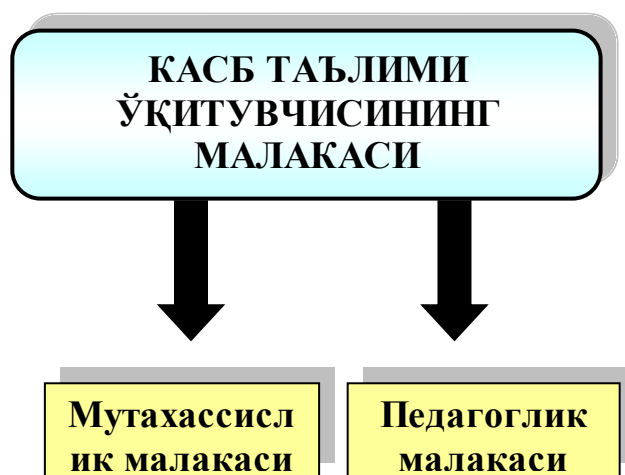 КАСБ ТАЪЛИМИ
ЎҚИТУВЧИСИНИНГ
МАЛАКАСИ
Мутахассисл
ик малакаси
Педагоглик
малакаси